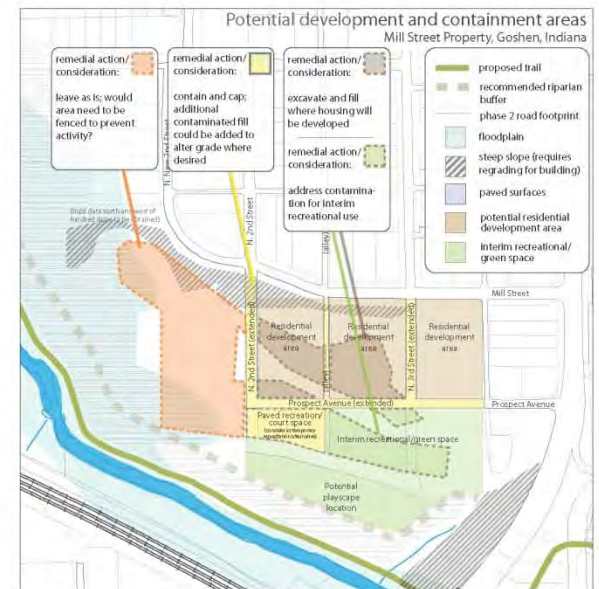 Potential development and containment areas
Mill Street Property, Goshen, Indiana
remedial action/
consideration:
leave as is; would
area need to be
fenced to prevent
activity?
remedial action/
consideration:
contain and cap;
additional
contaminated fill
could be added to
alter grade where
desired
remedial action/
consideration:
excavate and fill
where housing will
be developed
remedial action/
consideration:
address contamina-
tion for interim
recreational use
proposed trail
recommended riparian
buffer
phase 2 road footprint
floodplain
steep slope (requires
regrading for building)
paved surfaces
potential residential
development area
interim recreational/
green space
N. 2nd Street
(alley)
Mill Street
N. 2nd Street (extended)
Residential
development
area
(alley)
Residential
development
area
N. 3rd Street (extended)
Residential
development
area
Prospect Avenue (extended)
Prospect Avenue
Paved recreation/
court space
Interim recreational/green space
Potential
playscape
location